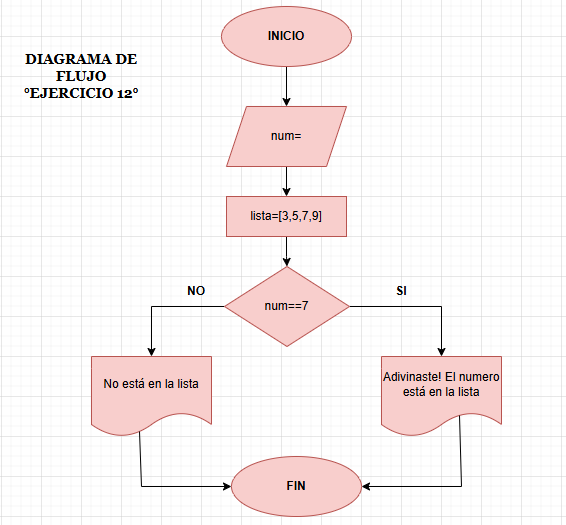 INICIO
DIAGRAMA DE
FLUJO
°EJERCICIO 12°
num=
lista=[3,5,7,9]
NO
SI
num==7
No está en la lista
Adivinaste! El numero
está en la lista
FIN